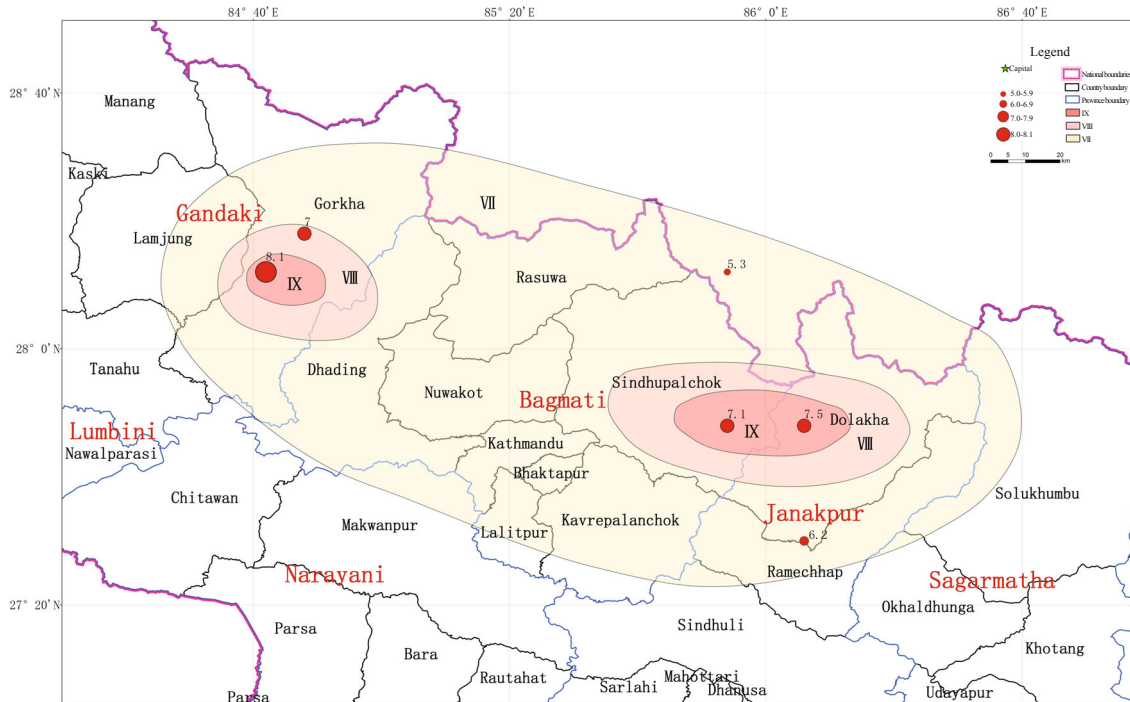 84° 40′E
85° 20′E
86° 0′E
86° 40′E
Legend
Capital
National boundaries
5.0-5.9
Country boundary
6.0-6.9
Province boundary
7.0-7.9
IX
8.0-8.1
VIII
VII
0 5 10 20
km
28° 40′N
Manang
Kaski
Gorkha
VII
Gandaki
Lamjung
7
8.1
IX
VIII
Rasuwa
5.3
28° 0′N
Tanahu
Dhading
Nuwakot
Sindhupalchok
Bagmati
7.1
7.5
Dolakha
IX
VIII
Lumbini
Nawalparasi
Kathmandu
Bhaktapur
Chitawan
Solukhumbu
Makwanpur
Lalitpur
Kavrepalanchok
Janakpur
6.2
Narayani
Ramechhap
Sagarmatha
27° 20′N
Okhaldhunga
Parsa
Sindhuli
Bara
Khotang
Rautahat
Mahottari
Sarlahi
Dhanusa
Udayapur
Parsa